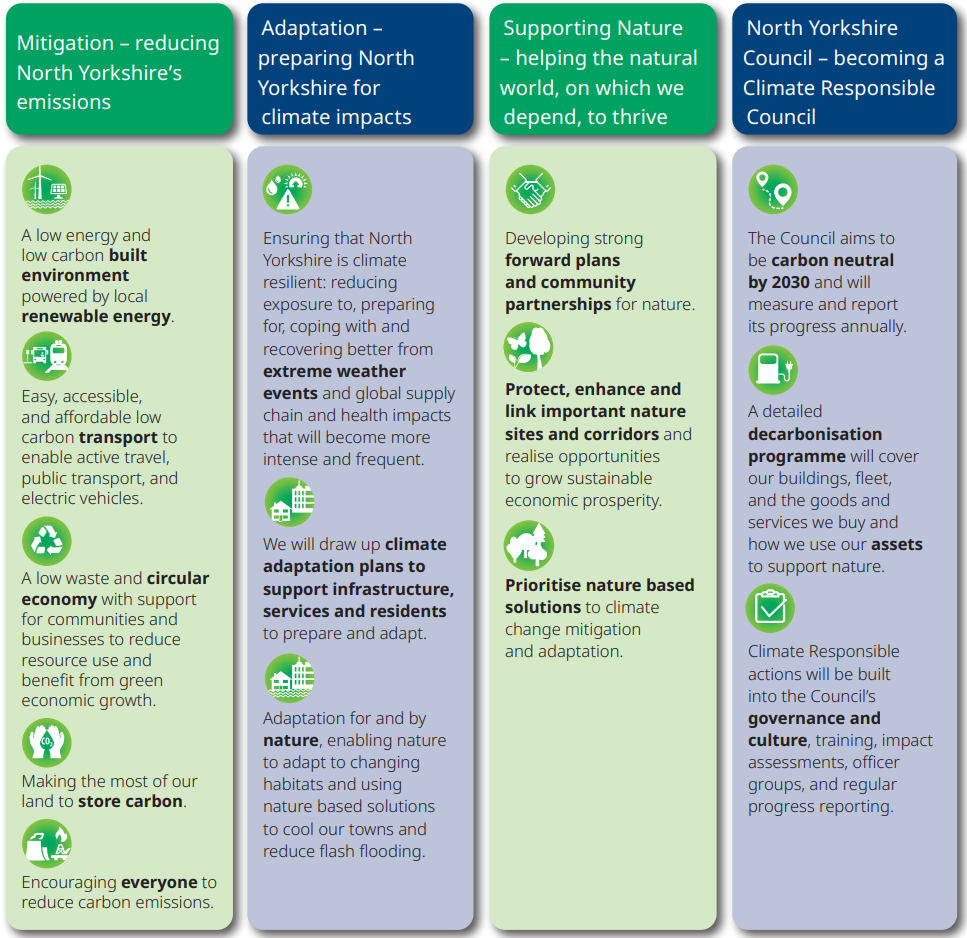 Mitigation – reducing
North Yorkshire's
emissions
A low energy and
low carbon built
environment
powered by local
renewable energy.
Easy, accessible,
and affordable low
carbon transport to
enable active travel,
public transport, and
electric vehicles.
A low waste and circular
economy with support
for communities and
businesses to reduce
resource use and
benefit from green
economic growth.
CO2
Making the most of our
land to store carbon.
Encouraging everyone to
reduce carbon emissions.
Adaptation –
preparing North
Yorkshire for
climate impacts
Ensuring that North
Yorkshire is climate
resilient: reducing
exposure to, preparing
for, coping with and
recovering better from
extreme weather
events and global supply
chain and health impacts
that will become more
intense and frequent.
We will draw up climate
adaptation plans to
support infrastructure,
services and residents
to prepare and adapt.
Adaptation for and by
nature, enabling nature
to adapt to changing
habitats and using
nature based solutions
to cool our towns and
reduce flash flooding.
Supporting Nature
– helping the natural
world, on which we
depend, to thrive
Developing strong
forward plans
and community
partnerships for nature.
Protect, enhance and
link important nature
sites and corridors and
realise opportunities
to grow sustainable
economic prosperity.
Prioritise nature based
solutions to climate
change mitigation
and adaptation.
North Yorkshire
Council – becoming a
Climate Responsible
Council
The Council aims to
be carbon neutral
by 2030 and will
measure and report
its progress annually.
A detailed
decarbonisation
programme will cover
our buildings, fleet,
and the goods and
services we buy and
how we use our assets
to support nature.
Climate Responsible
actions will be built
into the Council's
governance and
culture, training, impact
assessments, officer
groups, and regular
progress reporting.